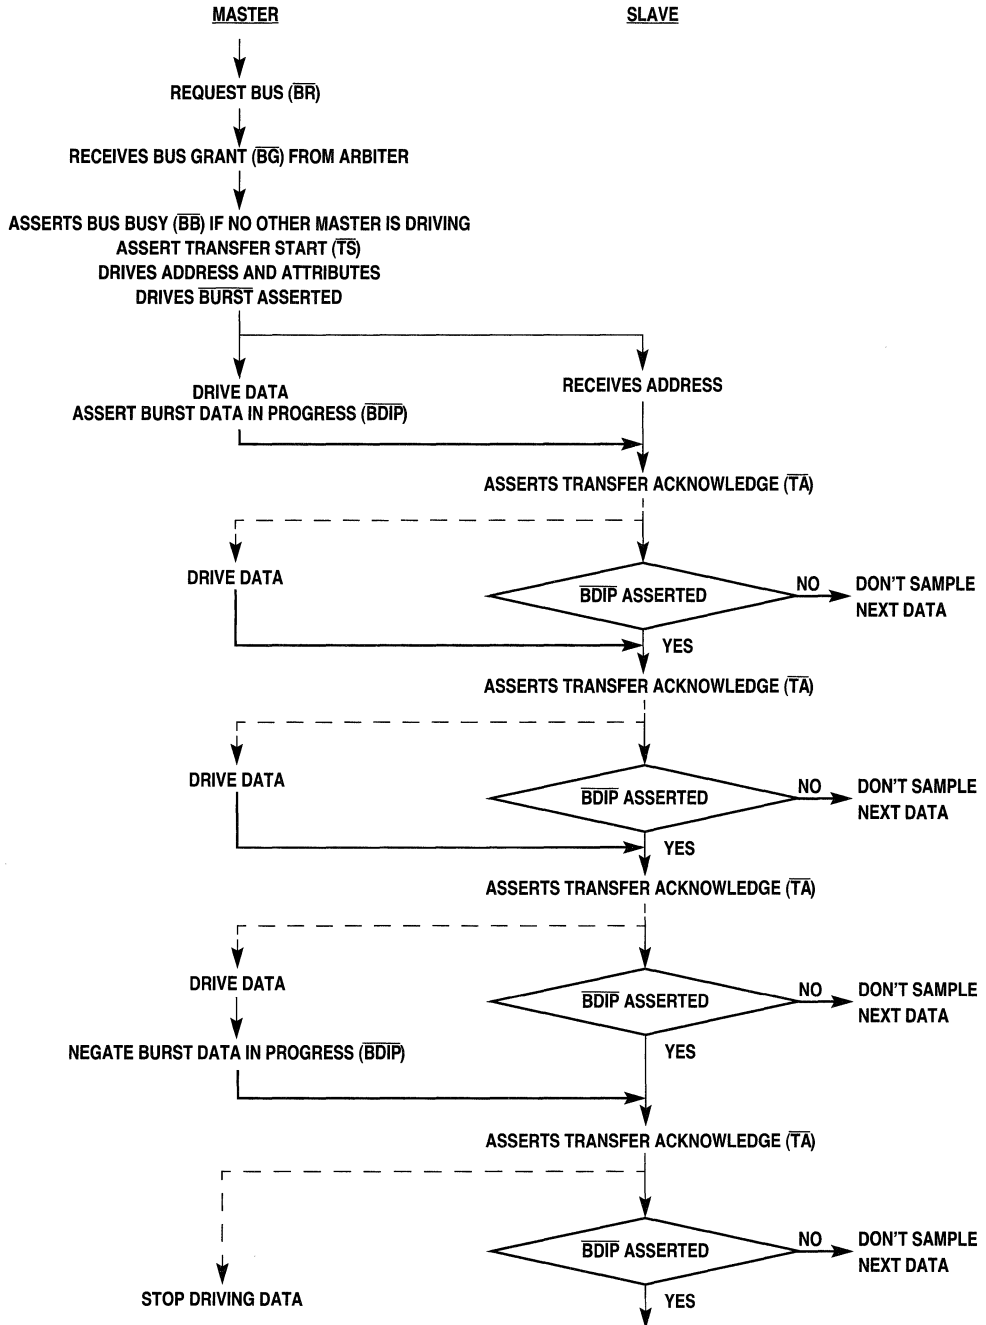 MASTER
SLAVE
REQUEST BUS (BR)
RECEIVES BUS GRANT (BG) FROM ARBITER
ASSERTS BUS BUSY (BB) IF NO OTHER MASTER IS DRIVING
ASSERT TRANSFER START (TS)
DRIVES ADDRESS AND ATTRIBUTES
DRIVES BURST ASSERTED
RECEIVES ADDRESS
DRIVE DATA
ASSERT BURST DATA IN PROGRESS (BDIP)
ASSERTS TRANSFER ACKNOWLEDGE (TA)
DRIVE DATA
BDIP ASSERTED
NO
DON'T SAMPLE
NEXT DATA
YES
ASSERTS TRANSFER ACKNOWLEDGE (TA)
DRIVE DATA
BDIP ASSERTED
NO
DON'T SAMPLE
NEXT DATA
YES
ASSERTS TRANSFER ACKNOWLEDGE (TA)
DRIVE DATA
BDIP ASSERTED
NO
DON'T SAMPLE
NEXT DATA
NEGATE BURST DATA IN PROGRESS (BDIP)
YES
ASSERTS TRANSFER ACKNOWLEDGE (TA)
BDIP ASSERTED
NO
DON'T SAMPLE
NEXT DATA
STOP DRIVING DATA
YES